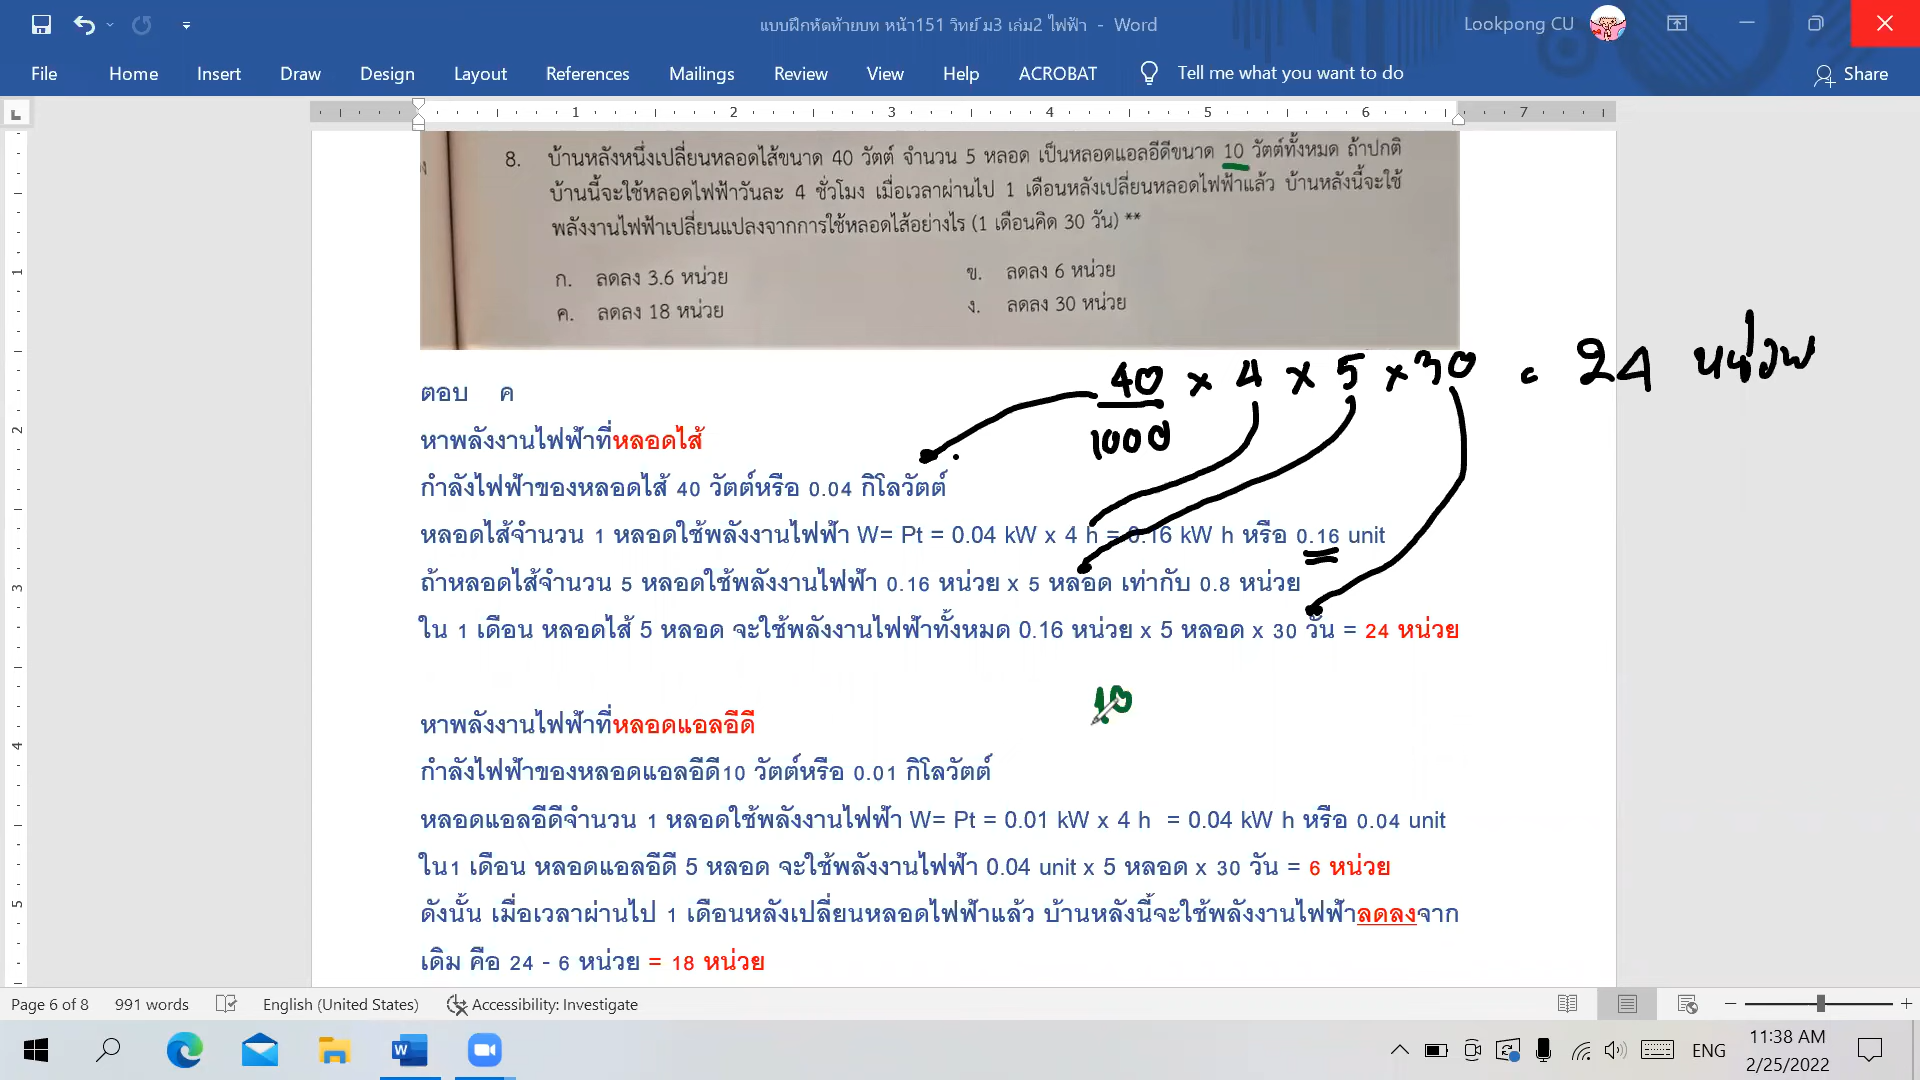 แบบฝึกหัดท้ายบท หน้า151 วิทย์ ม3 เล่ม2 ไฟฟ้า - Word
Lookpong CU
File Home Insert Draw Design Layout References Mailings Review View Help ACROBAT Tell me what you want to do Share
1 2 3 4 5 6 7
8. บ้านหลังหนึ่งเปลี่ยนหลอดไส้ขนาด 40 วัตต์ จำนวน 5 หลอด เป็นหลอดแอลอีดีขนาด 10 วัตต์ทั้งหมด ถ้าปกติ
บ้านนี้จะใช้หลอดไฟฟ้าวันละ 4 ชั่วโมง เมื่อเวลาผ่านไป 1 เดือนหลังเปลี่ยนหลอดไฟฟ้าแล้ว บ้านหลังนี้จะใช้
พลังงานไฟฟ้าเปลี่ยนแปลงจากการใช้หลอดไส้อย่างไร (1 เดือนคิด 30 วัน) **
ก. ลดลง 3.6 หน่วย ข. ลดลง 6 หน่วย
ค. ลดลง 18 หน่วย ง. ลดลง 30 หน่วย
40 x 4 x 5 x 30 = 24 หน่วย
1000
ตอบ ค
หาพลังงานไฟฟ้าที่หลอดไส้
กำลังไฟฟ้าของหลอดไส้ 40 วัตต์หรือ 0.04 กิโลวัตต์
หลอดไส้จำนวน 1 หลอดใช้พลังงานไฟฟ้า W= Pt = 0.04 kW x 4 h = 0.16 kW h หรือ 0.16 unit
ถ้าหลอดไส้จำนวน 5 หลอดใช้พลังงานไฟฟ้า 0.16 หน่วย x 5 หลอด เท่ากับ 0.8 หน่วย
ใน 1 เดือน หลอดไส้ 5 หลอด จะใช้พลังงานไฟฟ้าทั้งหมด 0.16 หน่วย x 5 หลอด x 30 วัน = 24 หน่วย
10
หาพลังงานไฟฟ้าที่หลอดแอลอีดี
กำลังไฟฟ้าของหลอดแอลอีดี10 วัตต์หรือ 0.01 กิโลวัตต์
หลอดแอลอีดีจำนวน 1 หลอดใช้พลังงานไฟฟ้า W= Pt = 0.01 kW x 4 h = 0.04 kW h หรือ 0.04 unit
ใน1 เดือน หลอดแอลอีดี 5 หลอด จะใช้พลังงานไฟฟ้า 0.04 unit x 5 หลอด x 30 วัน = 6 หน่วย
ดังนั้น เมื่อเวลาผ่านไป 1 เดือนหลังเปลี่ยนหลอดไฟฟ้าแล้ว บ้านหลังนี้จะใช้พลังงานไฟฟ้าลดลงจาก
เดิม คือ 24 - 6 หน่วย = 18 หน่วย
1
2
3
4
5
Page 6 of 8 991 words English (United States) Accessibility: Investigate
ENG
11:38 AM
2/25/2022